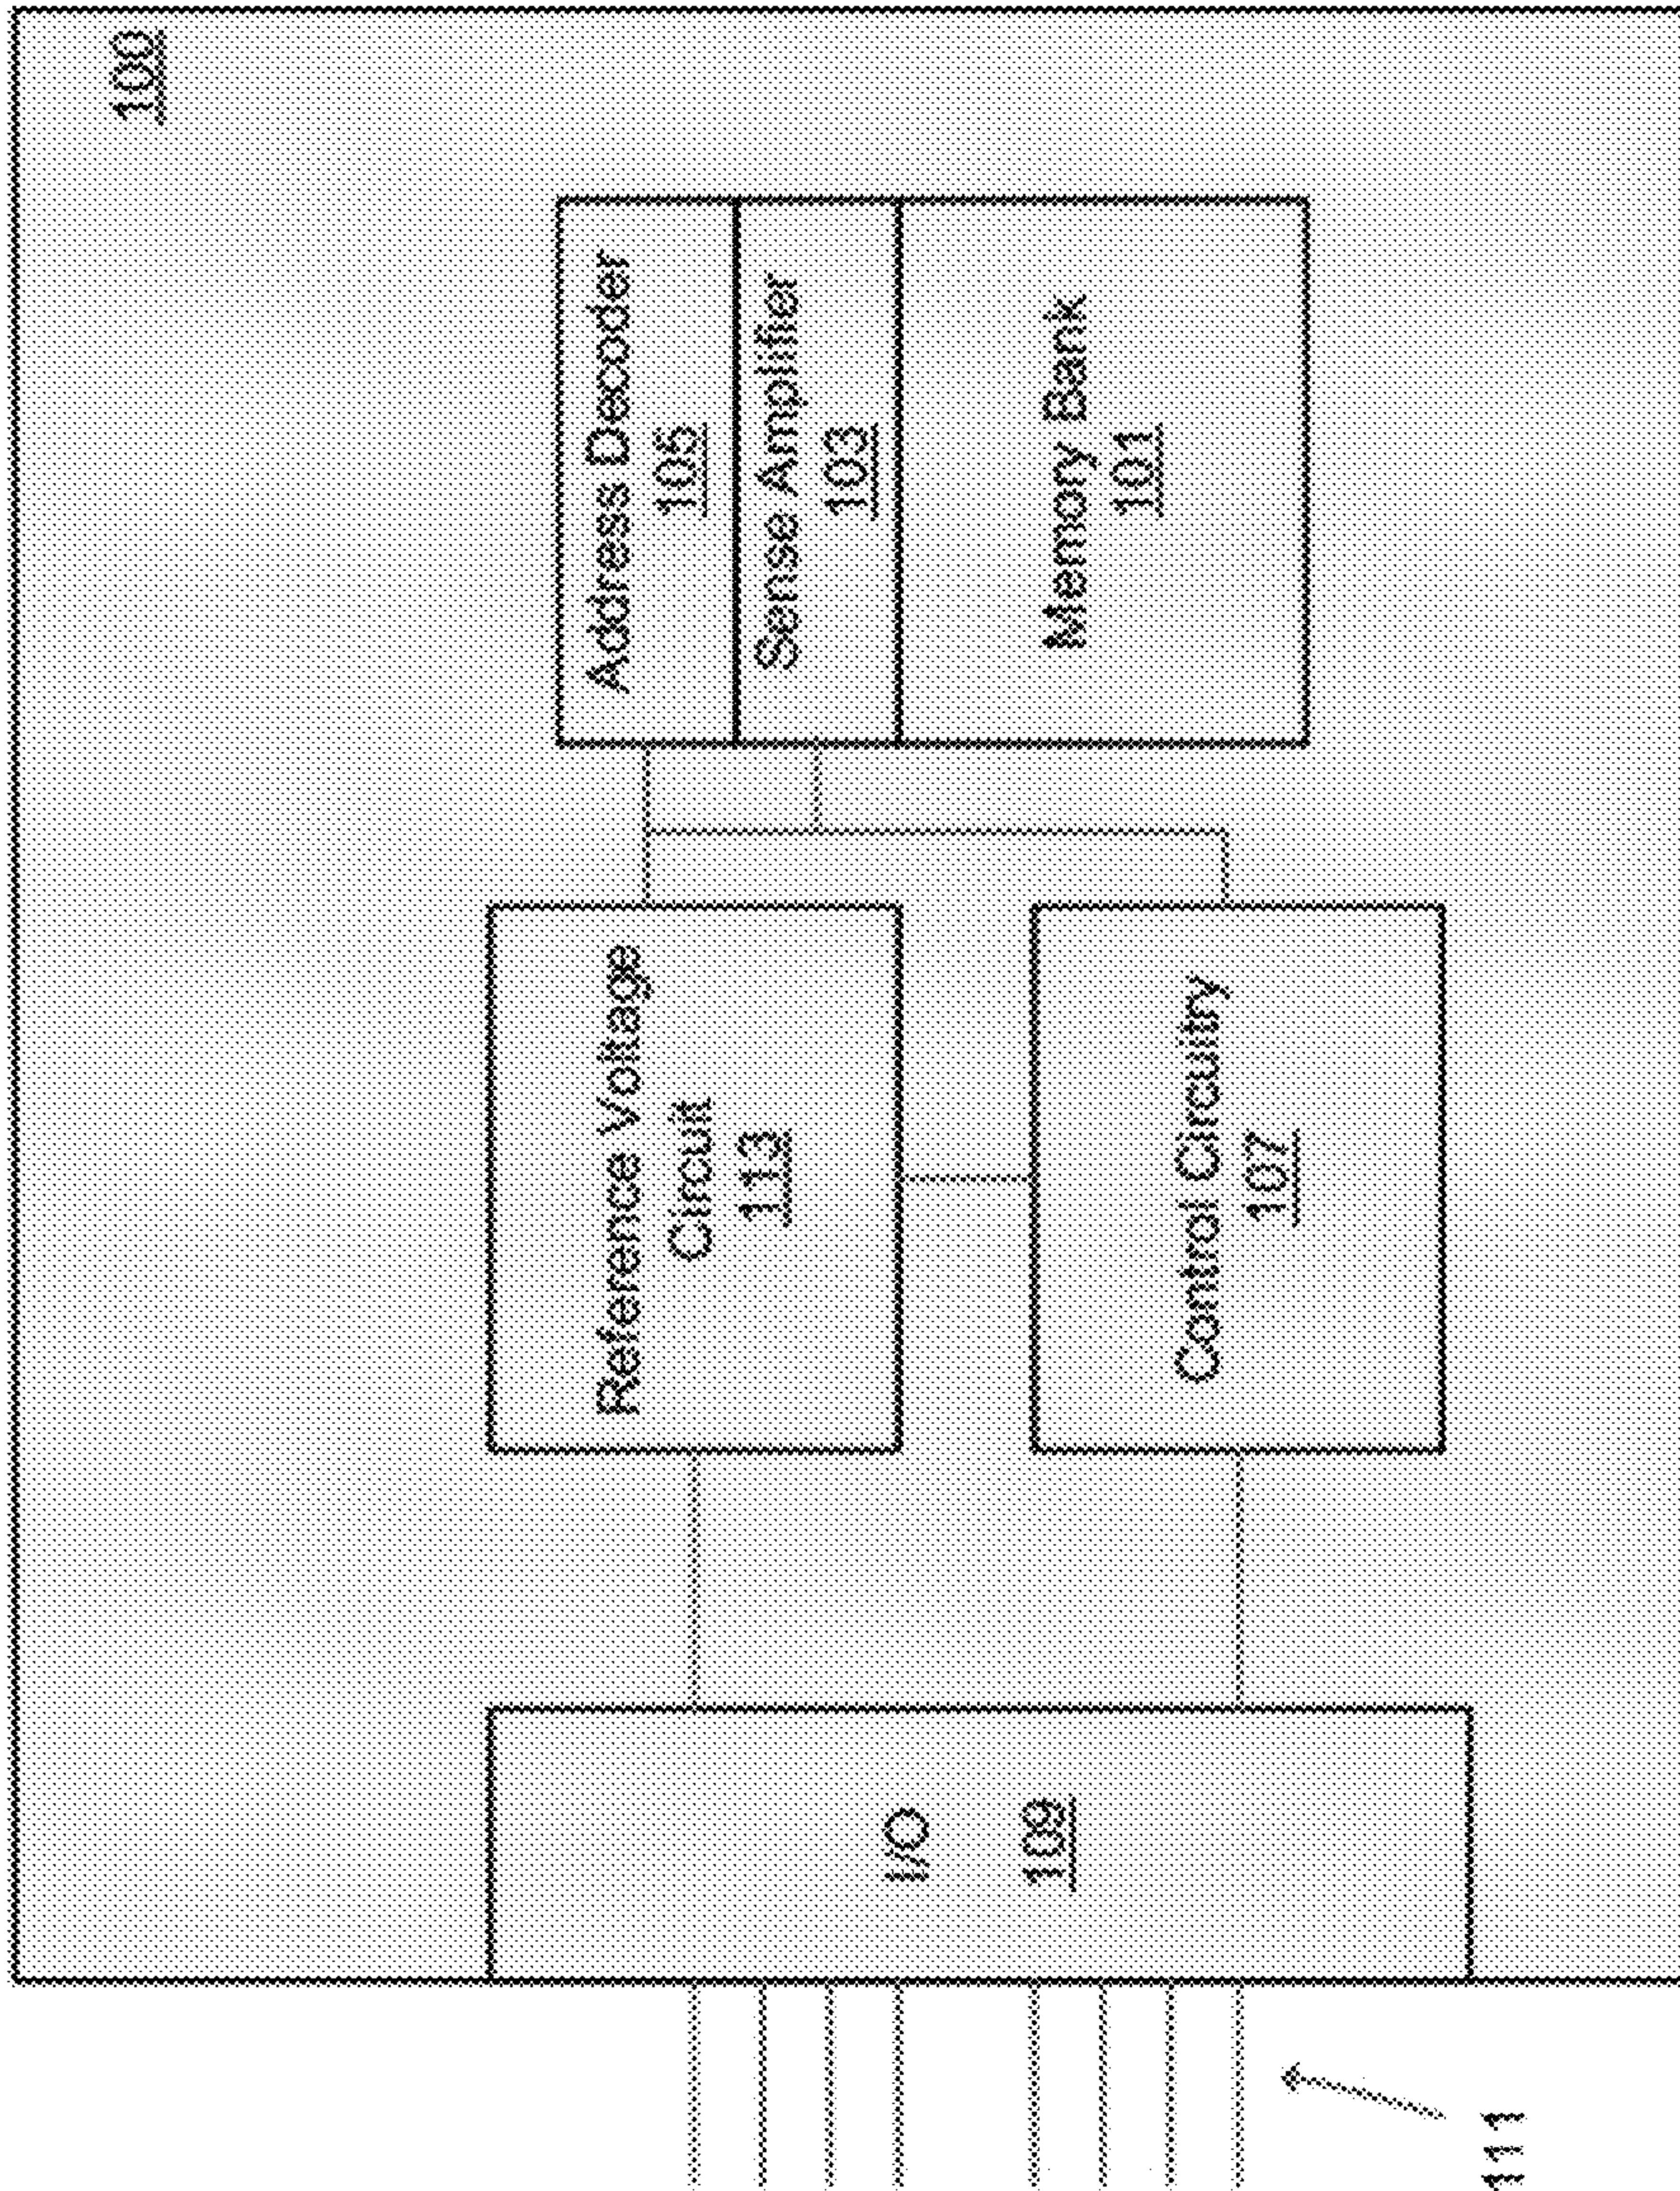 100
Address Decoder
105
Sense Amplifier
103
Memory Bank
101
Reference Voltage
Circuit
113
Control Circuitry
107
I/O
109
111